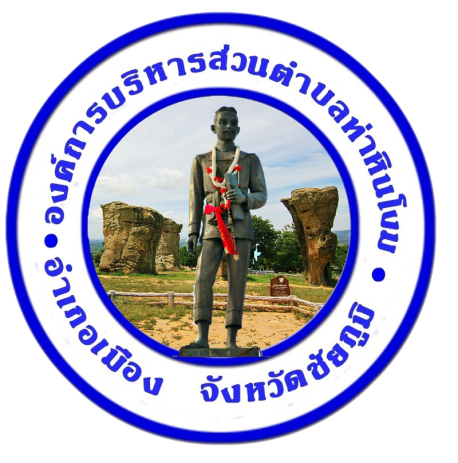 องค์การบริหารส่วนตำบลท่าหินโงม
อำเภอเมือง จังหวัดชัยภูมิ